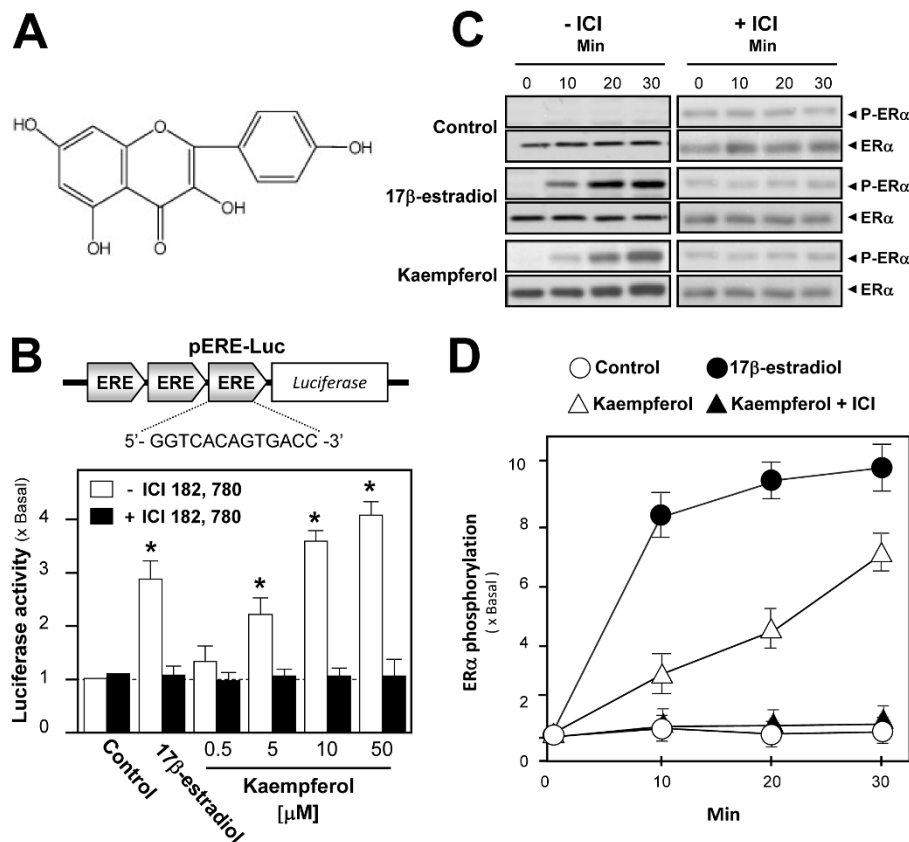 A
HO
O
OH
OH
OH
O
B
pERE-Luc
ERE ERE ERE Luciferase
5'- GGTCACAGTGACC -3'
- ICI 182, 780
+ ICI 182, 780
Luciferase activity (x Basal)
4
3
2
1
0
* * * *
Control
17β-estradiol
0.5 5 10 50
Kaempferol
[μM]
C
- ICI + ICI
Min Min
0 10 20 30 0 10 20 30
Control
P-ERα
ERα
17β-estradiol
P-ERα
ERα
Kaempferol
P-ERα
ERα
D
Control 17β-estradiol
Kaempferol Kaempferol + ICI
ERα phosphorylation
( x Basal )
10
8
6
4
2
0
0 10 20 30
Min